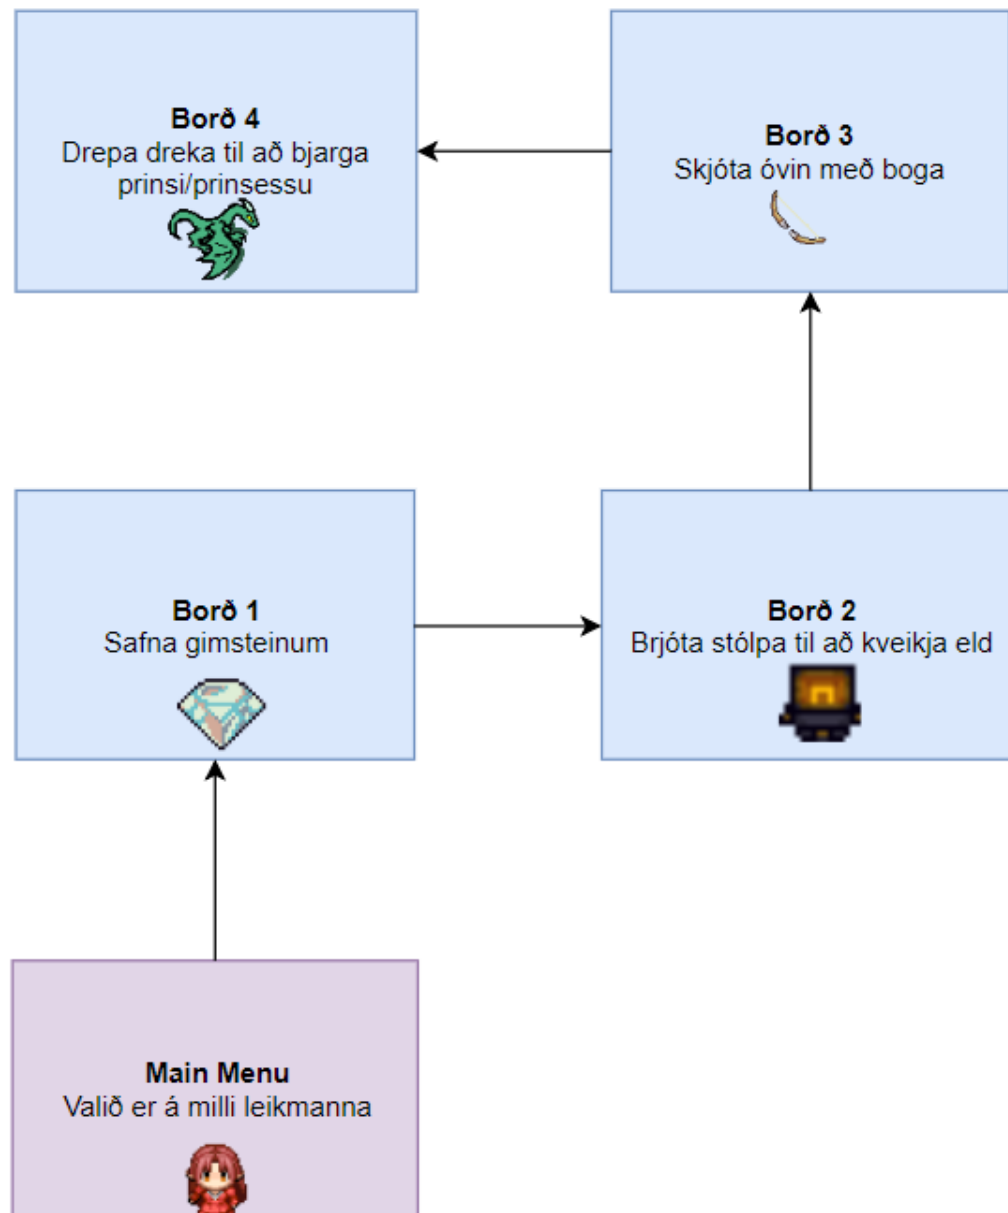 Borð 4
Drepa dreka til að bjarga
prinsi/prinsessu
Borð 3
Skjóta óvin með boga
Borð 1
Safna gimsteinum
Borð 2
Brjóta stólpa til að kveikja eld
Main Menu
Valið er á milli leikmanna